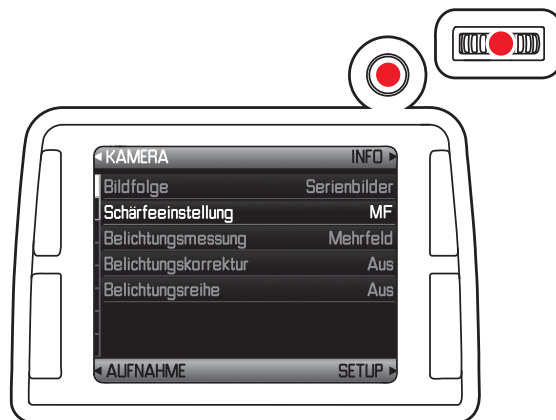 KAMERA INFO
Bildfolge Serienbilder
Schärfeeinstellung MF
Belichtungsmessung Mehrfeld
Belichtungskorrektur Aus
Belichtungsreihe Aus
AUFNAHME SETUP